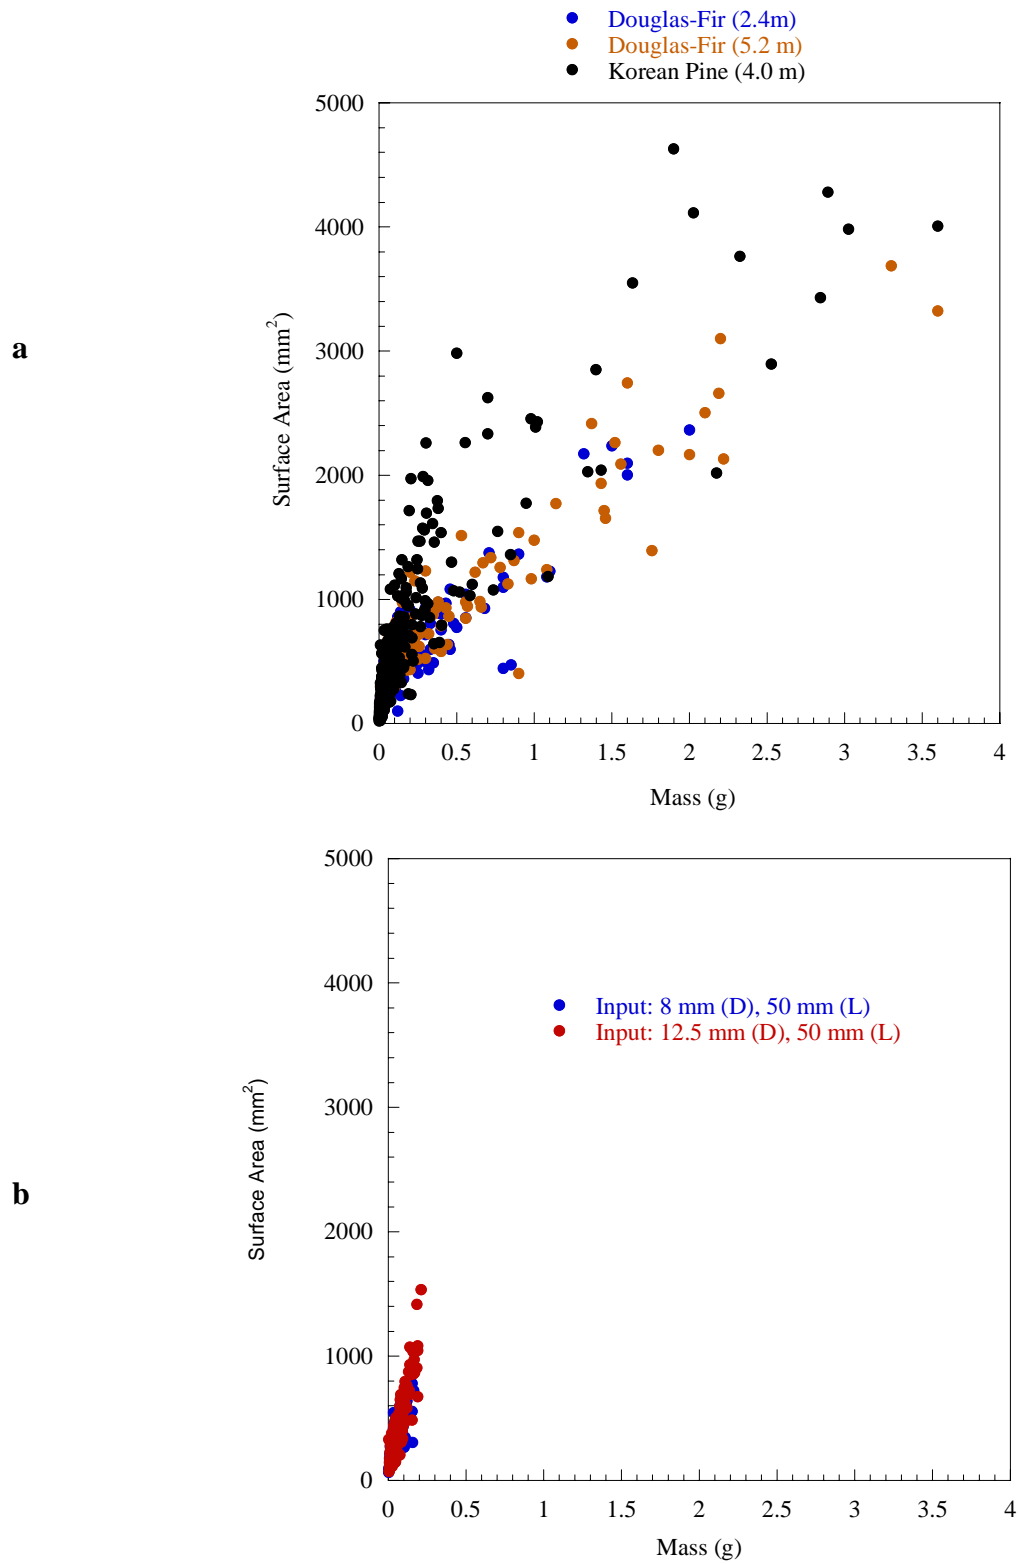 Douglas-Fir (2.4m)
Douglas-Fir (5.2 m)
Korean Pine (4.0 m)
5000
4000
3000
2000
1000
0
Surface Area (mm²)
a
0 0.5 1 1.5 2 2.5 3 3.5 4
Mass (g)
5000
4000
3000
2000
1000
0
Input: 8 mm (D), 50 mm (L)
Input: 12.5 mm (D), 50 mm (L)
Surface Area (mm²)
b
0 0.5 1 1.5 2 2.5 3 3.5 4
Mass (g)